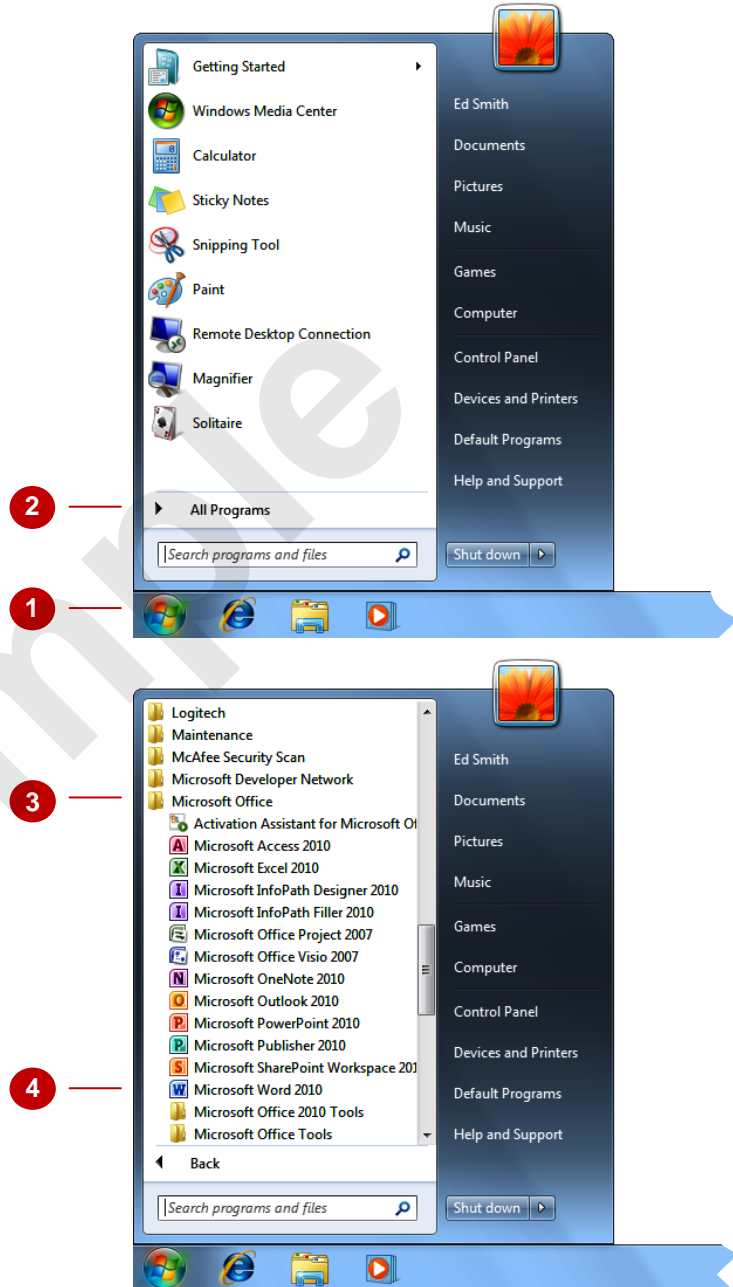 Getting Started
Windows Media Center
Calculator
Sticky Notes
Snipping Tool
Paint
Remote Desktop Connection
Magnifier
Solitaire
2
All Programs
Search programs and files
Ed Smith
Documents
Pictures
Music
Games
Computer
Control Panel
Devices and Printers
Default Programs
Help and Support
Shut down
1
Logitech
Maintenance
McAfee Security Scan
Microsoft Developer Network
3
Microsoft Office
Activation Assistant for Microsoft Of
Microsoft Access 2010
Microsoft Excel 2010
Microsoft InfoPath Designer 2010
Microsoft InfoPath Filler 2010
Microsoft Office Project 2007
Microsoft Office Visio 2007
Microsoft OneNote 2010
Microsoft Outlook 2010
Microsoft PowerPoint 2010
Microsoft Publisher 2010
Microsoft SharePoint Workspace 201
4
Microsoft Word 2010
Microsoft Office 2010 Tools
Microsoft Office Tools
Back
Search programs and files
Ed Smith
Documents
Pictures
Music
Games
Computer
Control Panel
Devices and Printers
Default Programs
Help and Support
Shut down
mple